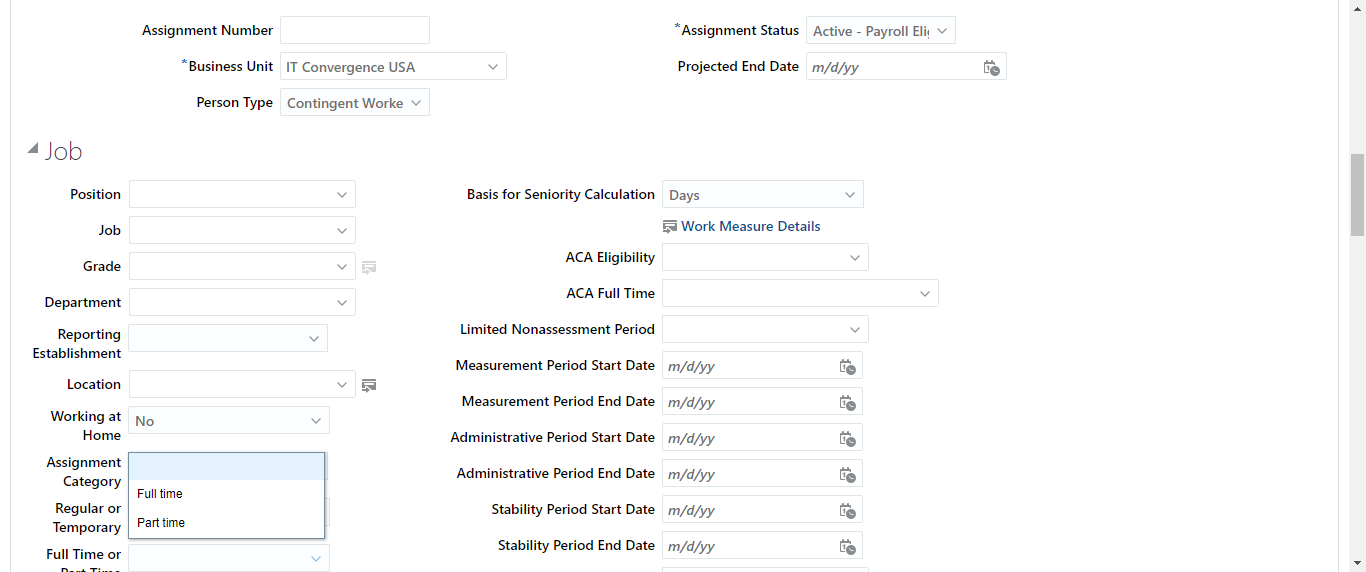 Assignment Number
*Assignment Status Active - Payroll Eli
*Business Unit IT Convergence USA
Projected End Date m/d/yy
Person Type Contingent Worke
Job
Position
Basis for Seniority Calculation Days
Work Measure Details
Job
ACA Eligibility
Grade
ACA Full Time
Department
Limited Nonassessment Period
Reporting
Establishment
Measurement Period Start Date m/d/yy
Location
Measurement Period End Date m/d/yy
Working at
Home
No
Administrative Period Start Date m/d/yy
Assignment
Category
Administrative Period End Date m/d/yy
Full time
Part time
Regular or
Temporary
Stability Period Start Date m/d/yy
Full Time or
Part Time
Stability Period End Date m/d/yy